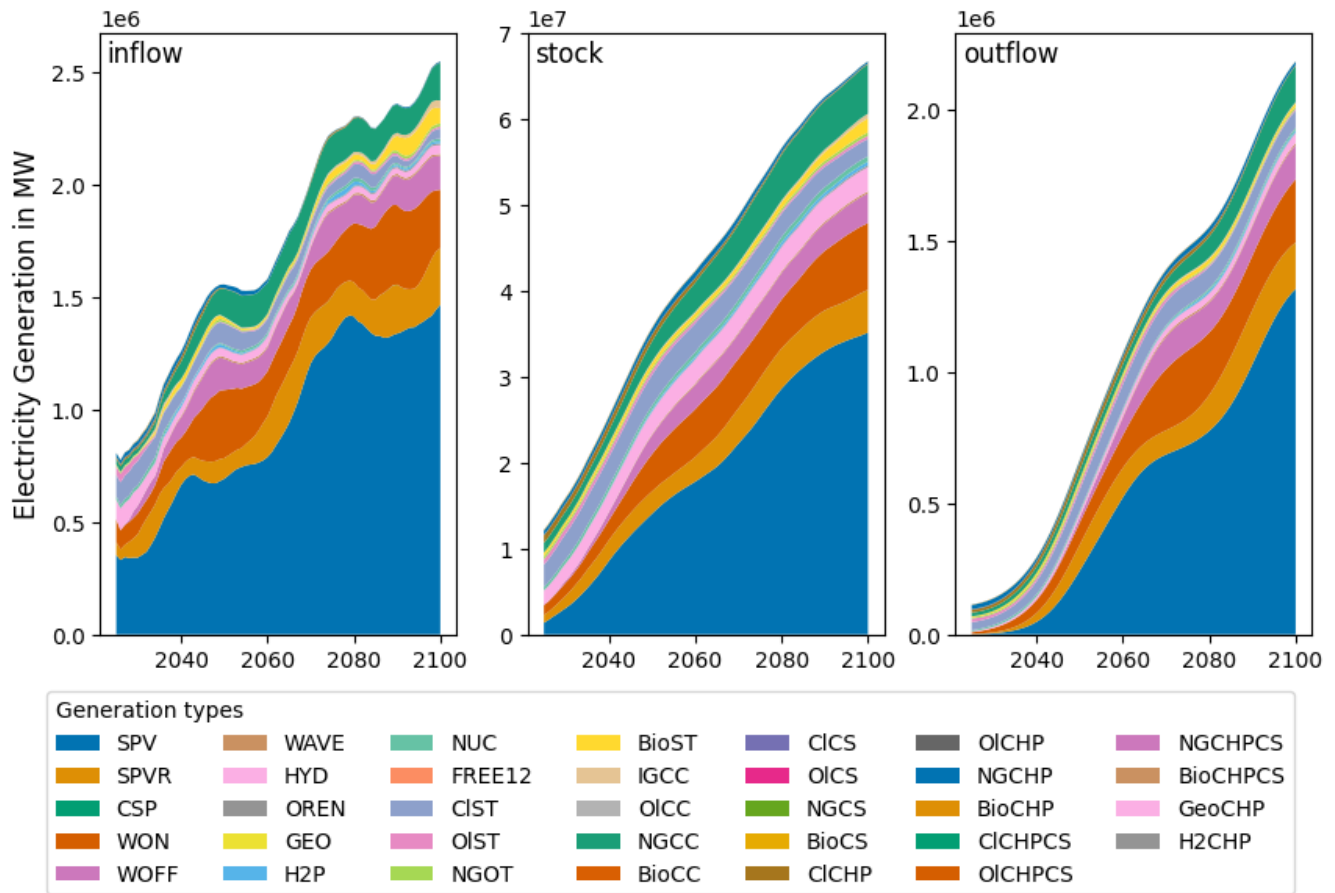 1e6 1e7 1e6
inflow stock outflow
Electricity Generation in MW
2.5
2.0
1.5
1.0
0.5
0.0
2040 2060 2080 2100
7
6
5
4
3
2
1
0
2040 2060 2080 2100
2.0
1.5
1.0
0.5
0.0
2040 2060 2080 2100
Generation types
SPV WAVE NUC BioST ClCS OlCHP NGCHPCS
SPVR HYD FREE12 IGCC OlCS NGCHP BioCHPCS
CSP OREN ClST OlCC NGCS BioCHP GeoCHP
WON GEO OlST NGCC BioCS ClCHPCS H2CHP
WOFF H2P NGOT BioCC ClCHP OlCHPCS